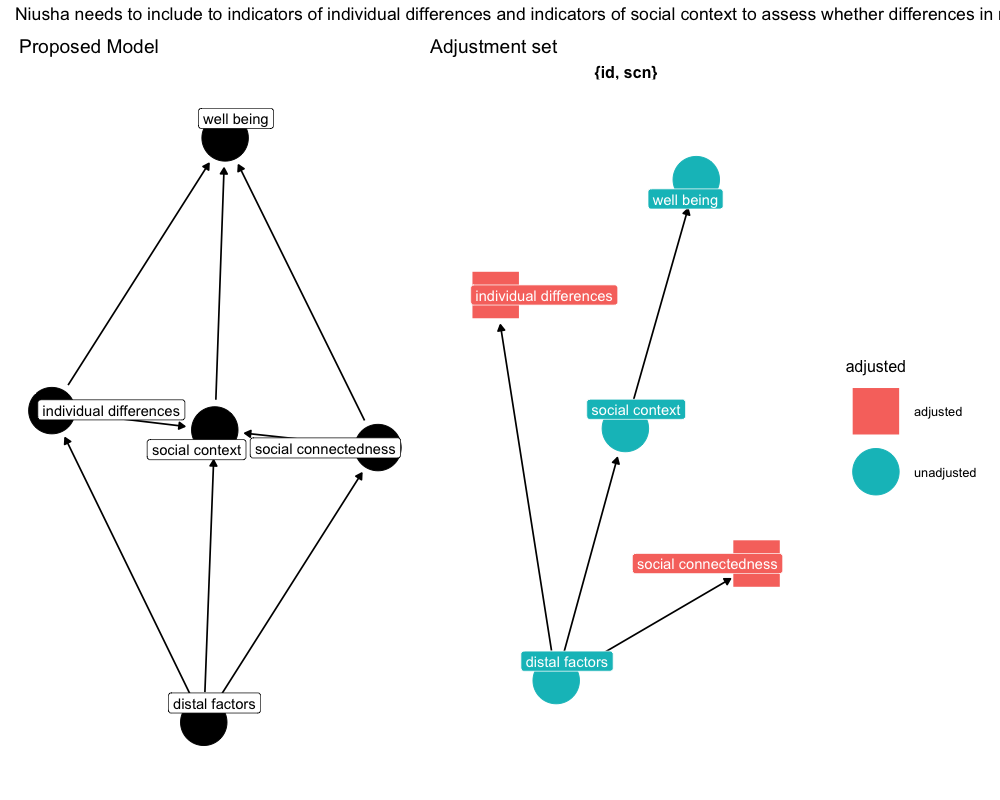 Niusha needs to include to indicators of individual differences and indicators of social context to assess whether differences in
Proposed Model
Adjustment set
{id, scn}
well being
well being
individual differences
individual differences
social context
social connectedness
social context
social connectedness
distal factors
distal factors
adjusted
adjusted
unadjusted